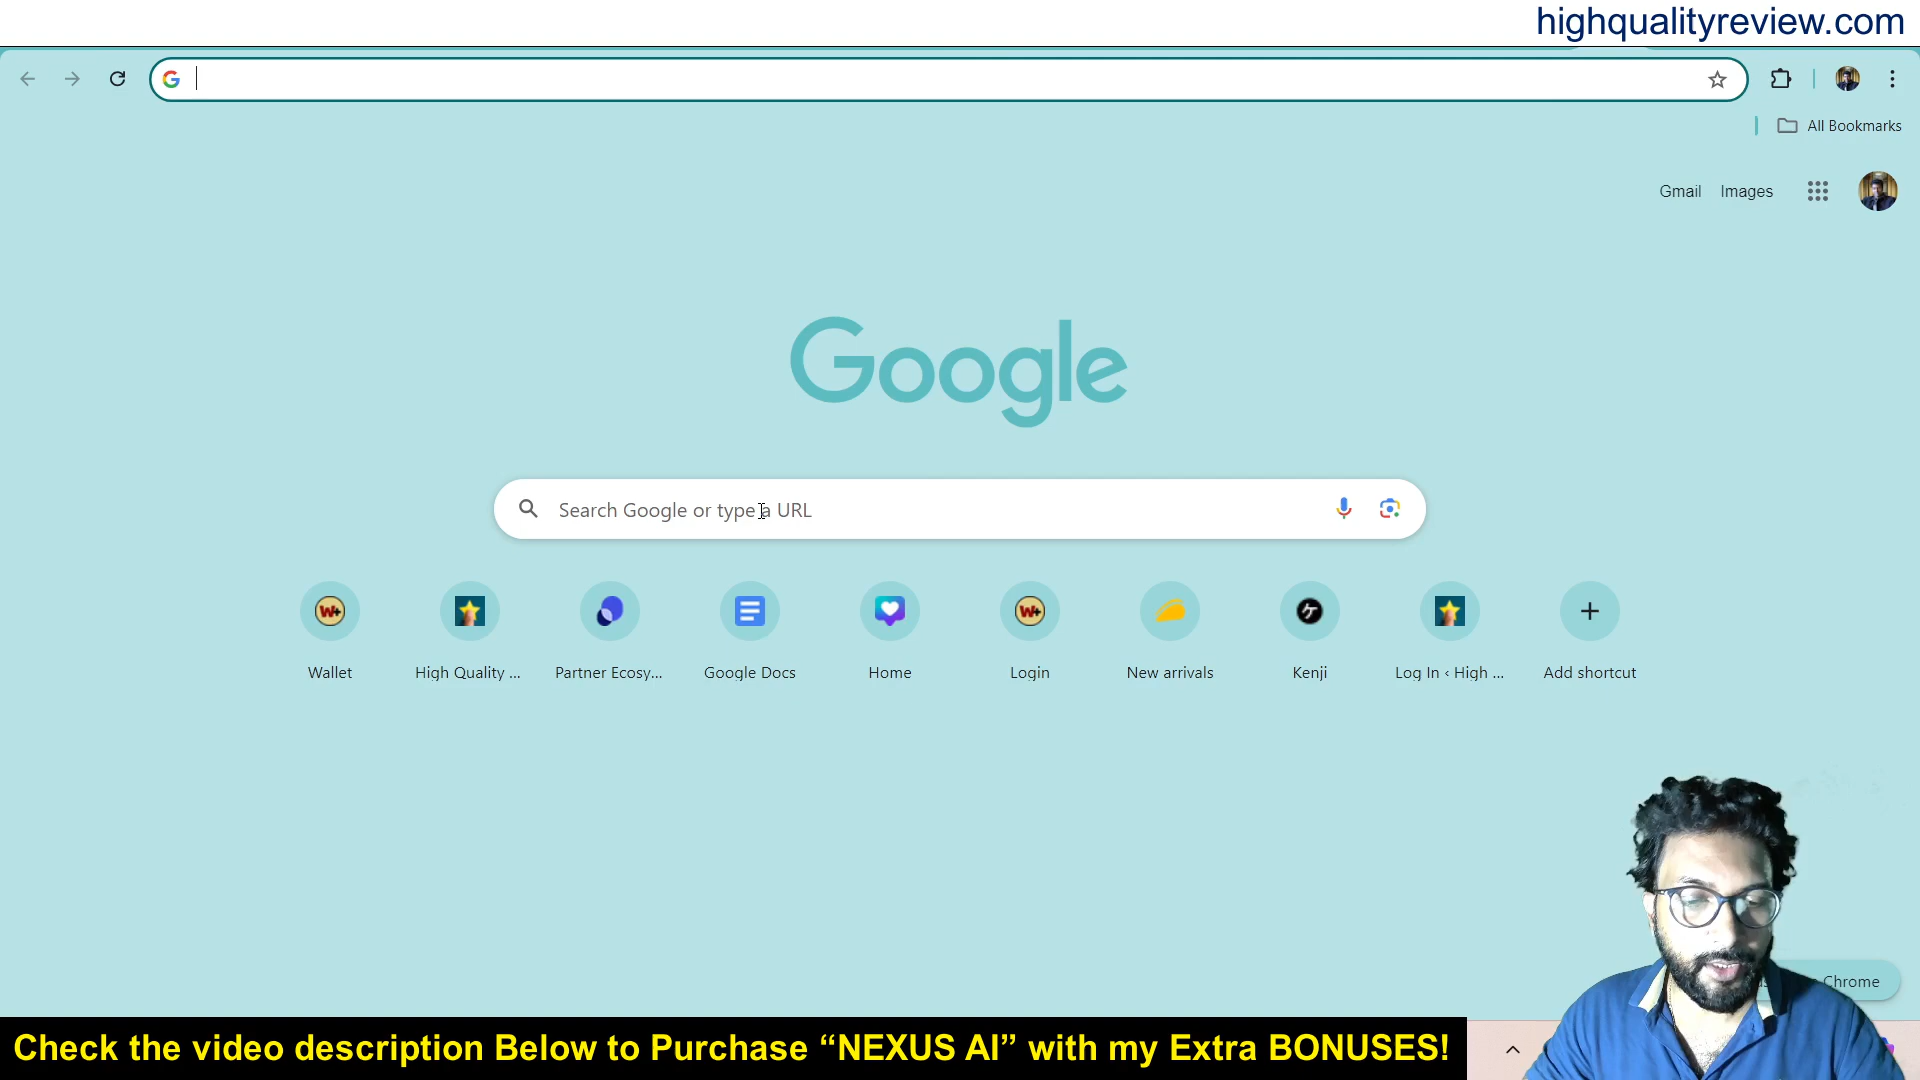 highqualityreview.com
All Bookmarks
Gmail Images
Google
Search Google or type a URL
W+
W+
Wallet
High Quality ...
Partner Ecosy...
Google Docs
Home
Login
New arrivals
Kenji
Log In ‹ High ...
Add shortcut
Chrome
Check the video description Below to Purchase “NEXUS AI” with my Extra BONUSES!